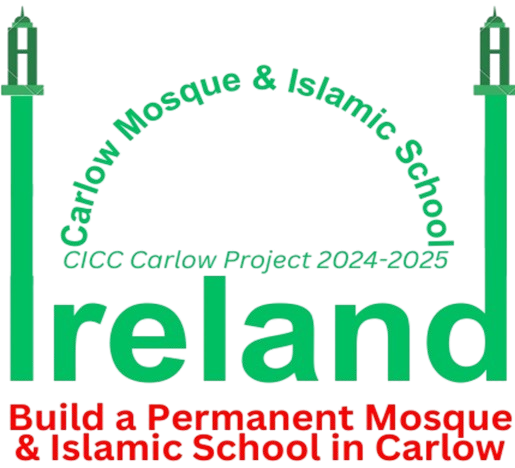 Carlow Mosque & Islamic School
CICC Carlow Project 2024-2025
Ireland
Build a Permanent Mosque
& Islamic School in Carlow